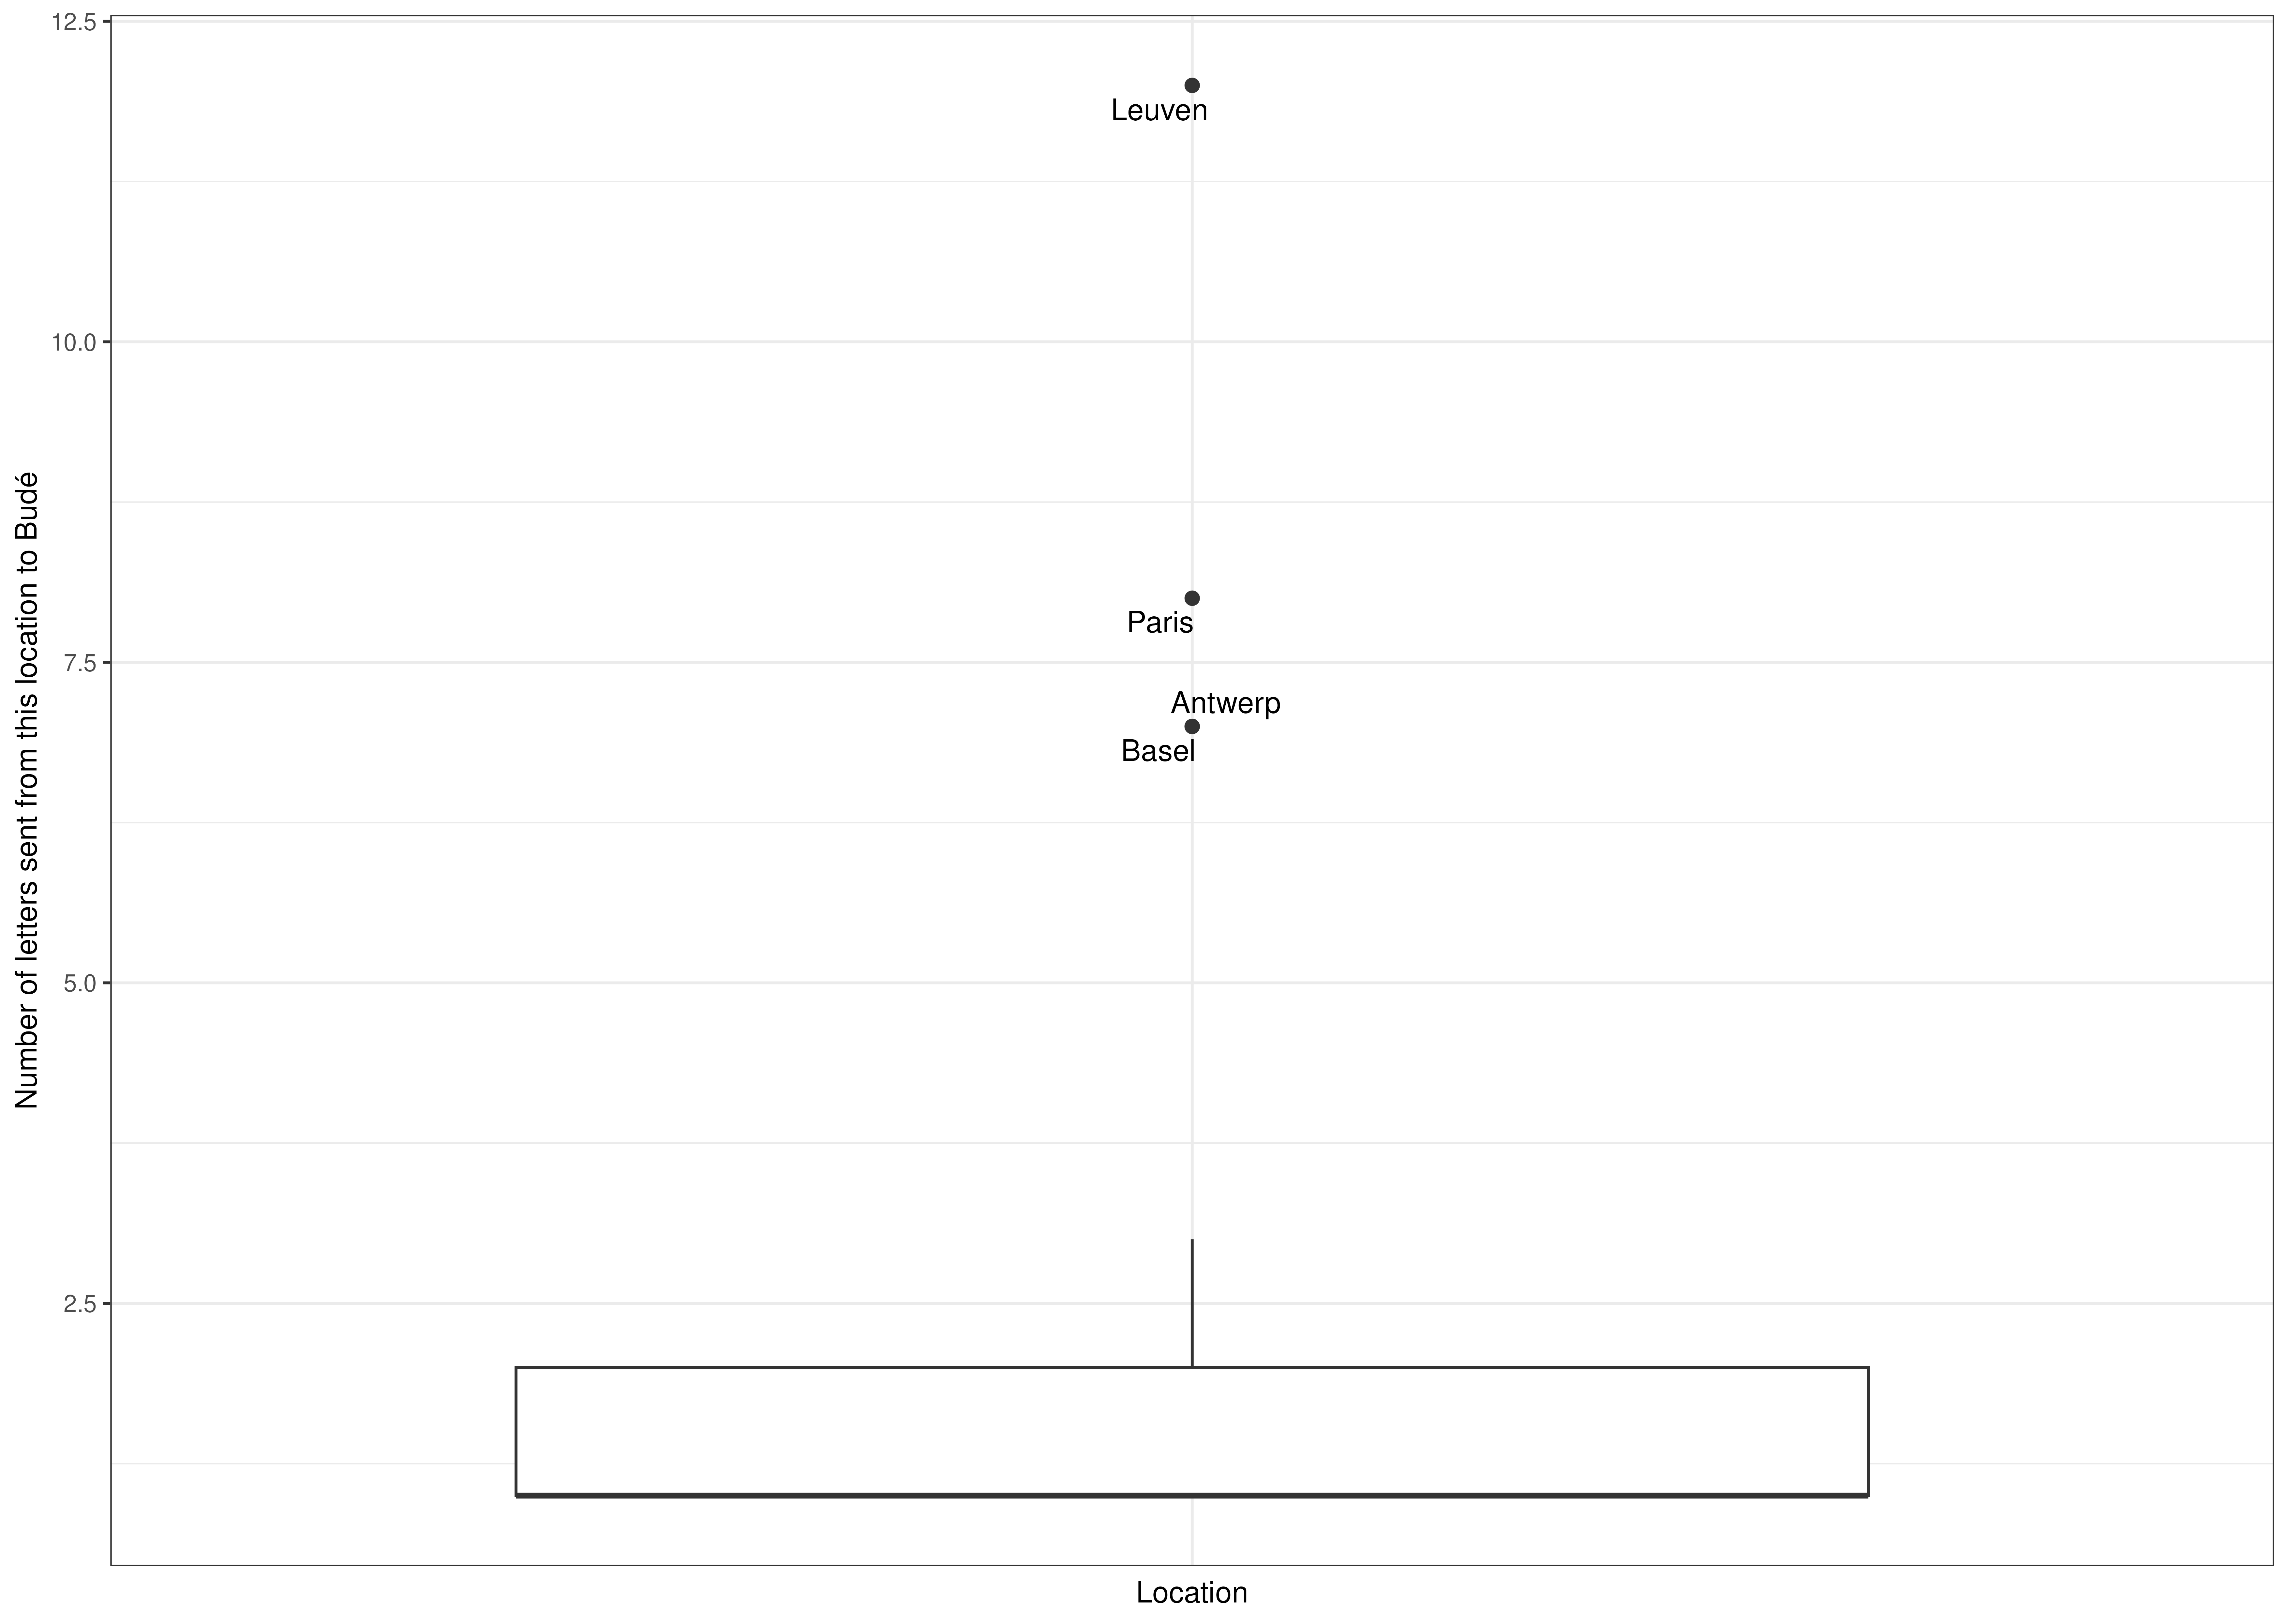 12.5
Leuven
10.0
Paris
7.5
Antwerp
Basel
5.0
2.5
Number of letters sent from this location to Budé
Location